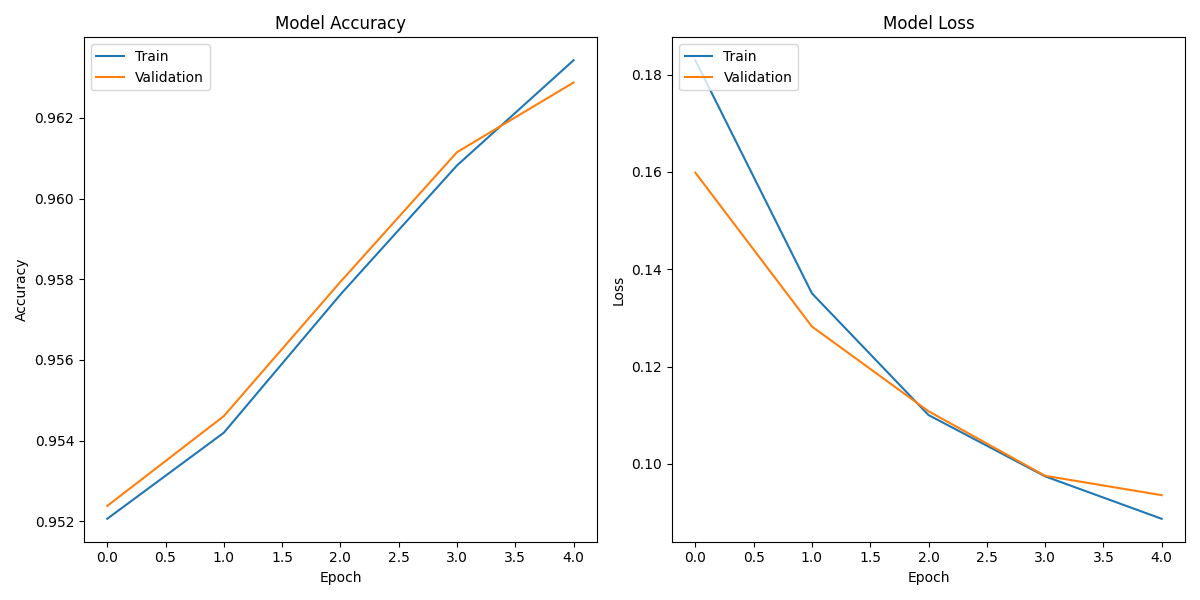 Model Accuracy
Train
Validation
0.962
0.960
0.958
0.956
0.954
0.952
Accuracy
0.0 0.5 1.0 1.5 2.0 2.5 3.0 3.5 4.0
Epoch
Model Loss
Train
Validation
0.18
0.16
0.14
0.12
0.10
Loss
0.0 0.5 1.0 1.5 2.0 2.5 3.0 3.5 4.0
Epoch